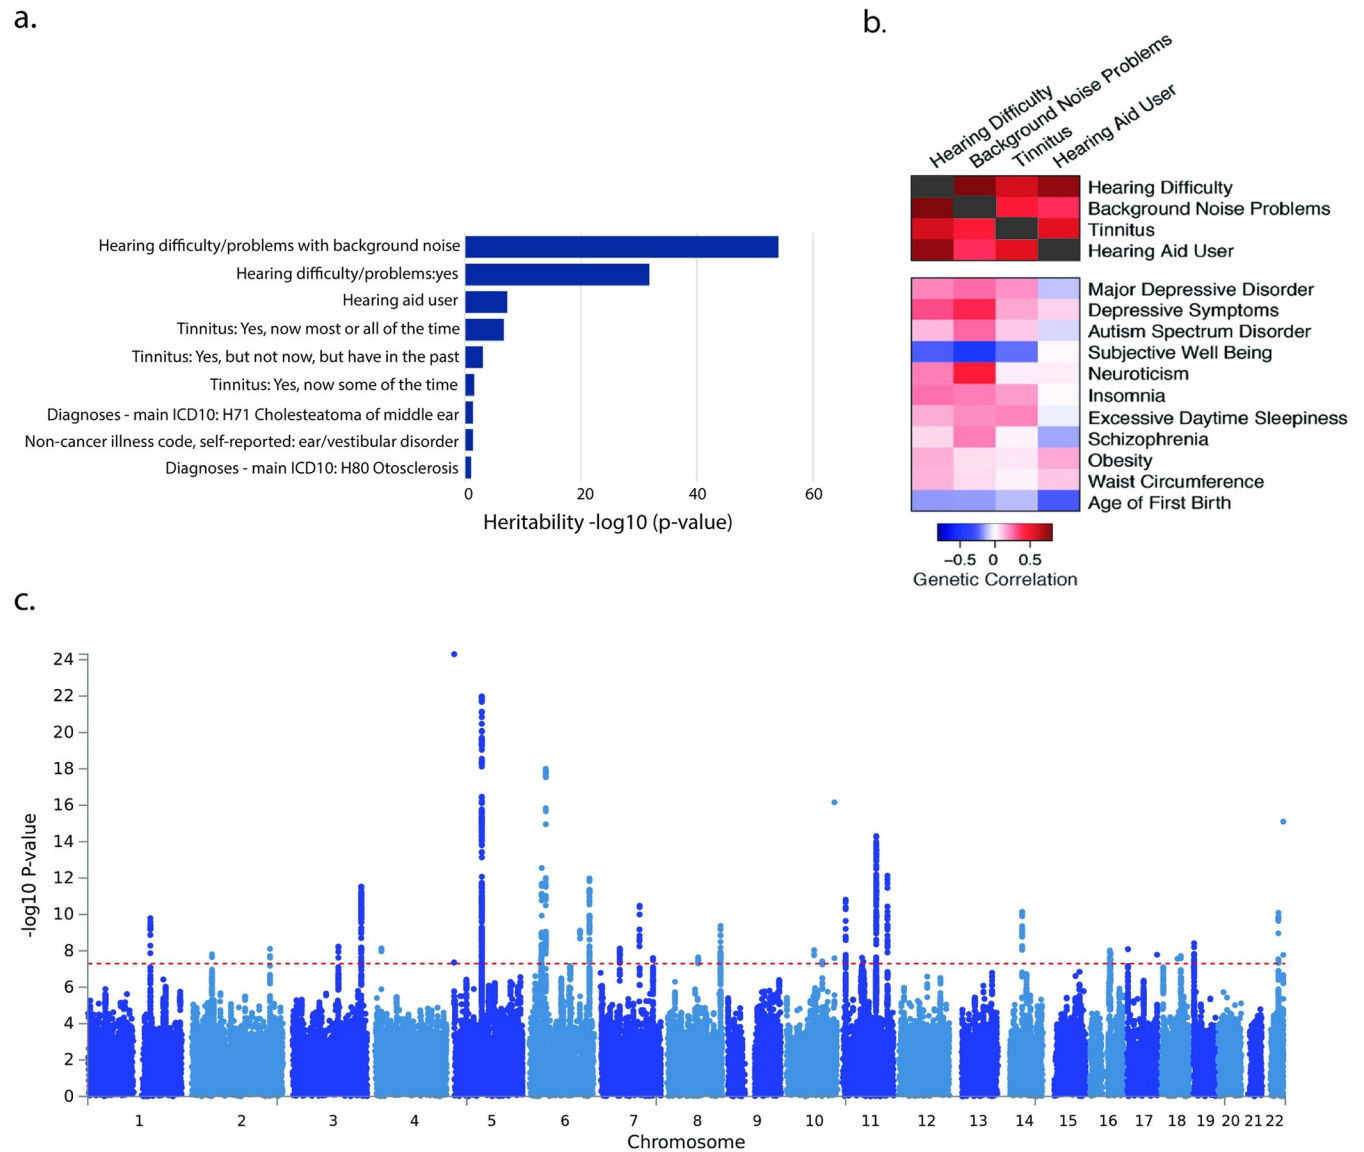 a.
Hearing difficulty/problems with background noise
Hearing difficulty/problems:yes
Hearing aid user
Tinnitus: Yes, now most or all of the time
Tinnitus: Yes, but not now, but have in the past
Tinnitus: Yes, now some of the time
Diagnoses - main ICD10: H71 Cholesteatoma of middle ear
Non-cancer illness code, self-reported: ear/vestibular disorder
Diagnoses - main ICD10: H80 Otosclerosis
0 20 40 60
Heritability -log10 (p-value)
b.
Hearing Difficulty
Background Noise Problems
Tinnitus
Hearing Aid User
Hearing Difficulty
Background Noise Problems
Tinnitus
Hearing Aid User
Major Depressive Disorder
Depressive Symptoms
Autism Spectrum Disorder
Subjective Well Being
Neuroticism
Insomnia
Excessive Daytime Sleepiness
Schizophrenia
Obesity
Waist Circumference
Age of First Birth
−0.5 0 0.5
Genetic Correlation
c.
24
22
20
18
16
14
12
10
8
6
4
2
0
-log10 P-value
1 2 3 4 5 6 7 8 9 10 11 12 13 14 15 16 17 18 19 20 21 22
Chromosome